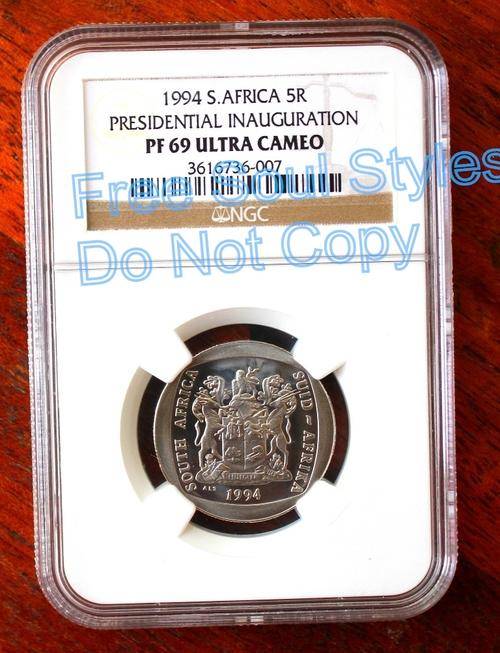 1994 S.AFRICA 5R
PRESIDENTIAL INAUGURATION
PF 69 ULTRA CAMEO
3616736-007
NGC
Free Soul Styles
Do Not Copy
SOUTH AFRICA
SUID - AFRIKA
ALS
1994